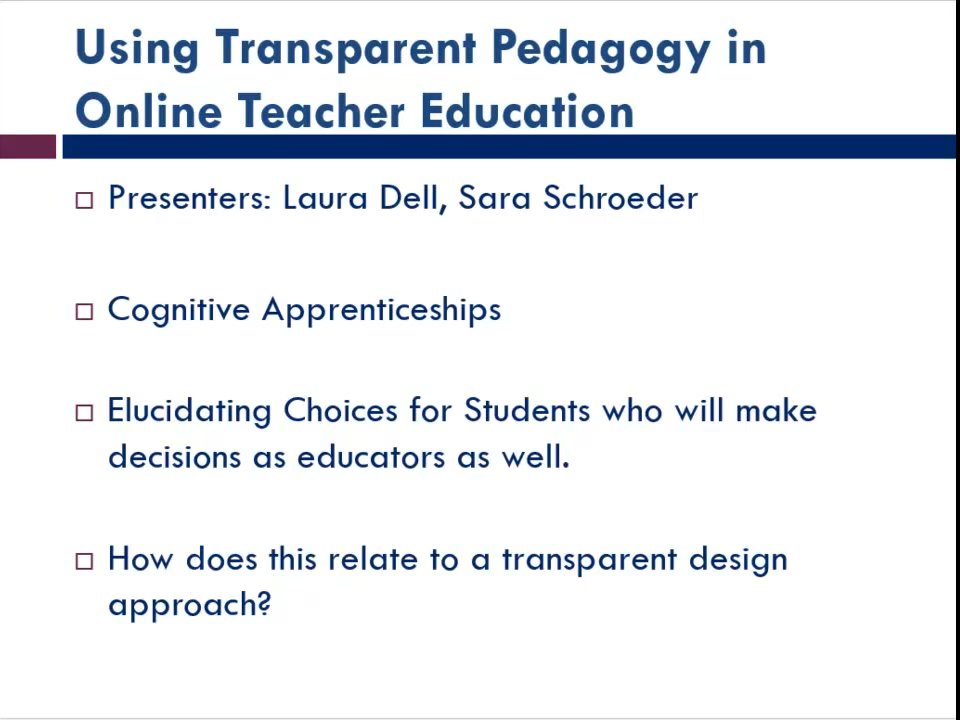 Using Transparent Pedagogy in
Online Teacher Education
Presenters: Laura Dell, Sara Schroeder
Cognitive Apprenticeships
Elucidating Choices for Students who will make
decisions as educators as well.
How does this relate to a transparent design
approach?